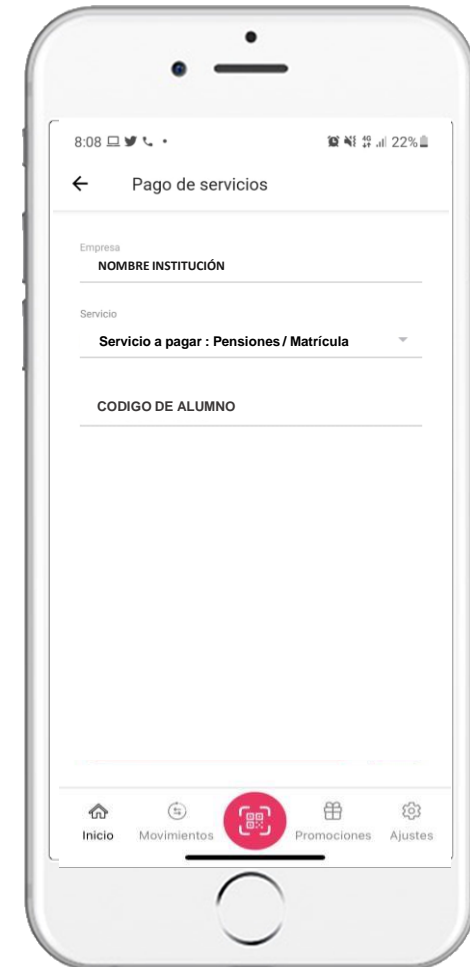 8:08 22%
Pago de servicios
Empresa
NOMBRE INSTITUCIÓN
Servicio
Servicio a pagar : Pensiones / Matrícula
CODIGO DE ALUMNO
Inicio Movimientos Promociones Ajustes